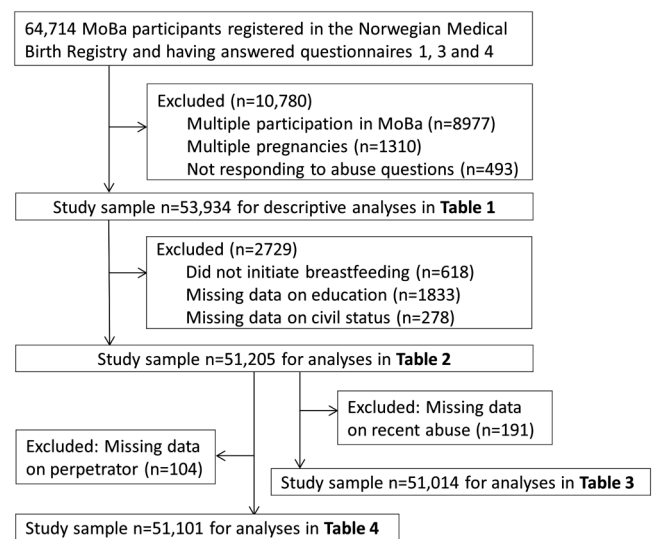 64,714 MoBa participants registered in the Norwegian Medical
Birth Registry and having answered questionnaires 1, 3 and 4
Excluded (n=10,780)
Multiple participation in MoBa (n=8977)
Multiple pregnancies (n=1310)
Not responding to abuse questions (n=493)
Study sample n=53,934 for descriptive analyses in Table 1
Excluded (n=2729)
Did not initiate breastfeeding (n=618)
Missing data on education (n=1833)
Missing data on civil status (n=278)
Study sample n=51,205 for analyses in Table 2
Excluded: Missing data
on recent abuse (n=191)
Excluded: Missing data
on perpetrator (n=104)
Study sample n=51,014 for analyses in Table 3
Study sample n=51,101 for analyses in Table 4